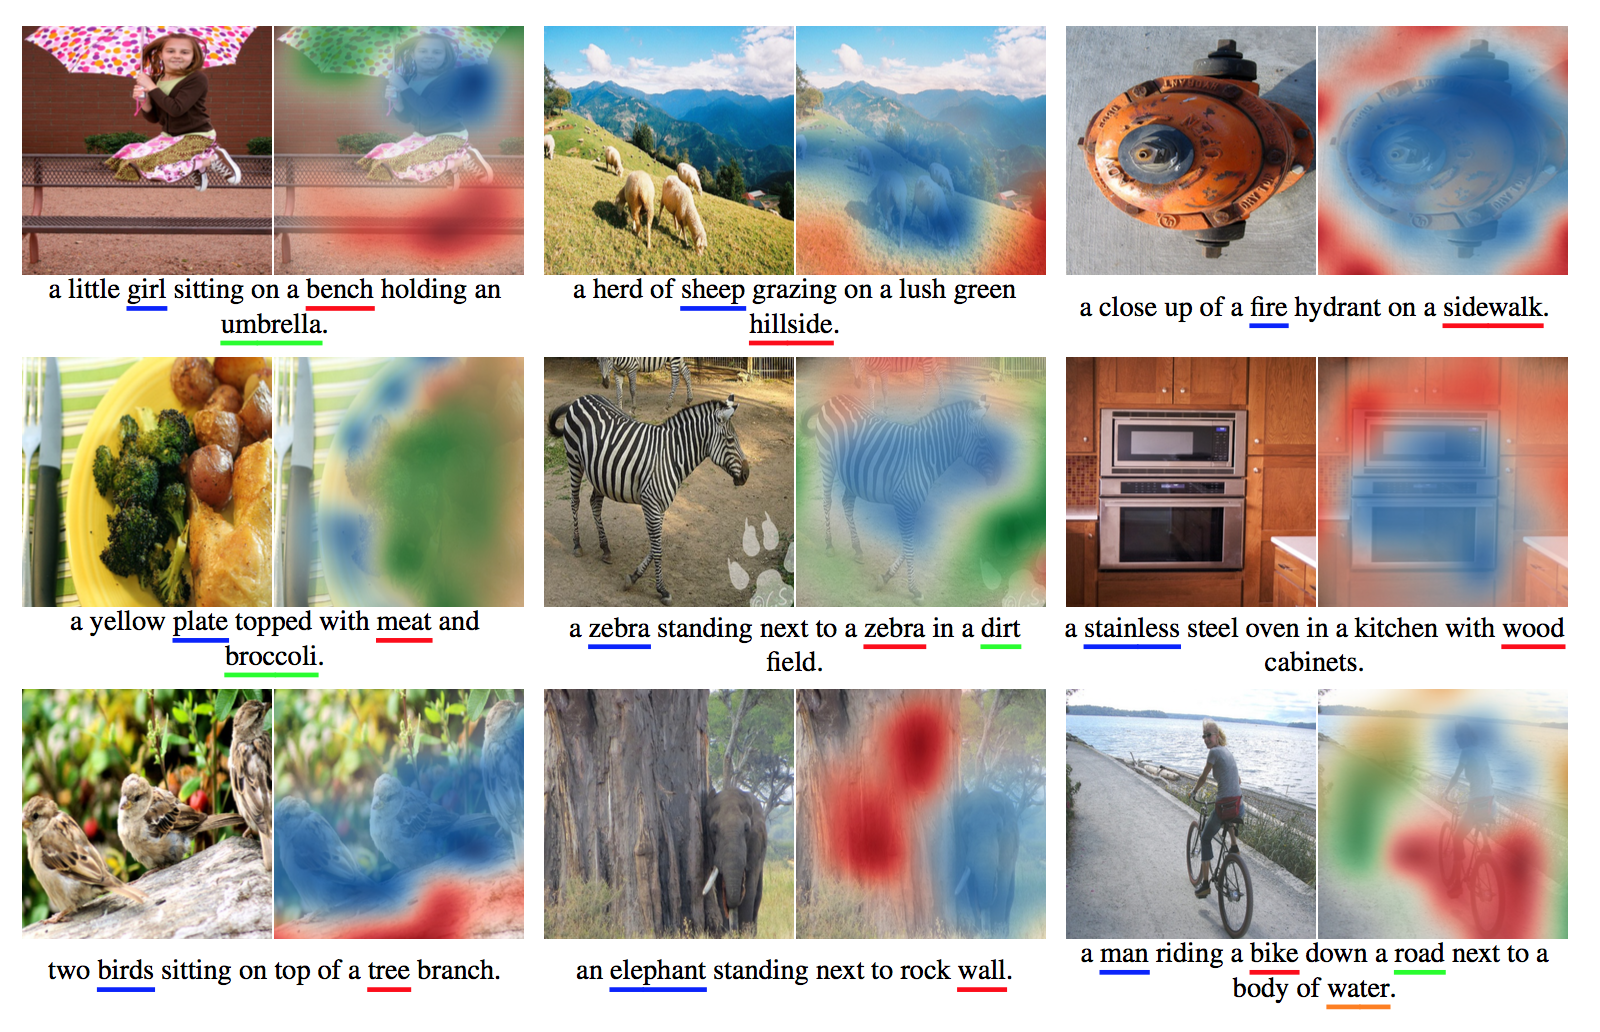 a little girl sitting on a bench holding an
umbrella.
a herd of sheep grazing on a lush green
hillside.
a close up of a fire hydrant on a sidewalk.
a yellow plate topped with meat and
broccoli.
a zebra standing next to a zebra in a dirt
field.
a stainless steel oven in a kitchen with wood
cabinets.
two birds sitting on top of a tree branch.
an elephant standing next to rock wall.
a man riding a bike down a road next to a
body of water.